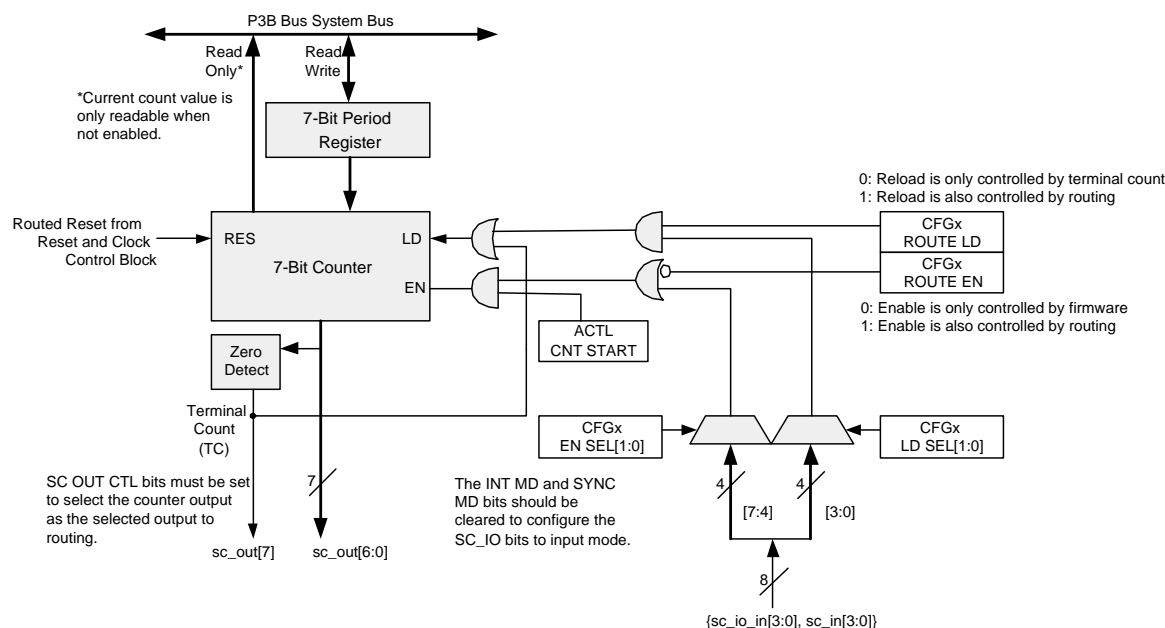 P3B Bus System Bus
Read
Only*
Read
Write
*Current count value is
only readable when
not enabled.
7-Bit Period
Register
0: Reload is only controlled by terminal count
1: Reload is also controlled by routing
Routed Reset from
Reset and Clock
Control Block
RES
LD
7-Bit Counter
EN
CFGx
ROUTE LD
CFGx
ROUTE EN
0: Enable is only controlled by firmware
1: Enable is also controlled by routing
ACTL
CNT START
Zero
Detect
Terminal
Count
(TC)
CFGx
EN SEL[1:0]
CFGx
LD SEL[1:0]
SC OUT CTL bits must be set
to select the counter output
as the selected output to
routing.
7
The INT MD and SYNC
MD bits should be
cleared to configure the
SC_IO bits to input mode.
4
4
[7:4]
[3:0]
sc_out[7]
sc_out[6:0]
8
{sc_io_in[3:0], sc_in[3:0]}